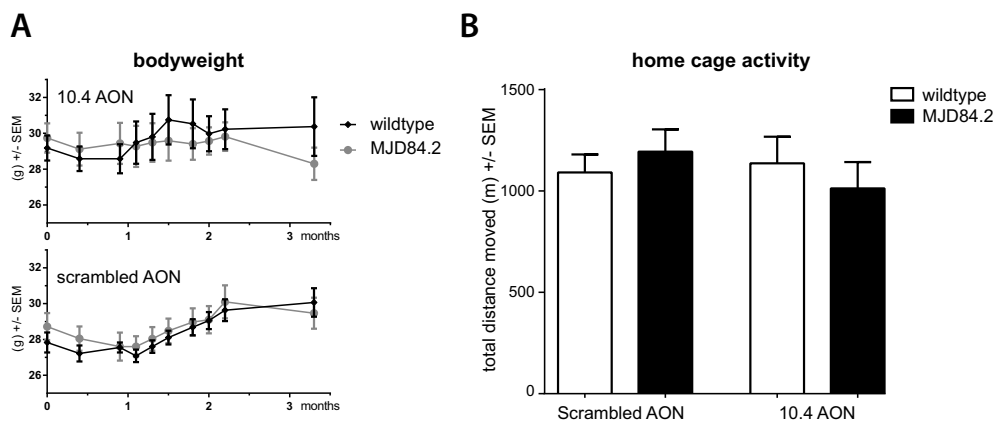 A
bodyweight
10.4 AON
(g) +/- SEM
32
30
28
26
0 1 2 3 months
wildtype
MJD84.2
scrambled AON
(g) +/- SEM
32
30
28
26
0 1 2 3 months
B
home cage activity
total distance moved (m) +/- SEM
1500
1000
500
0
wildtype
MJD84.2
Scrambled AON 10.4 AON